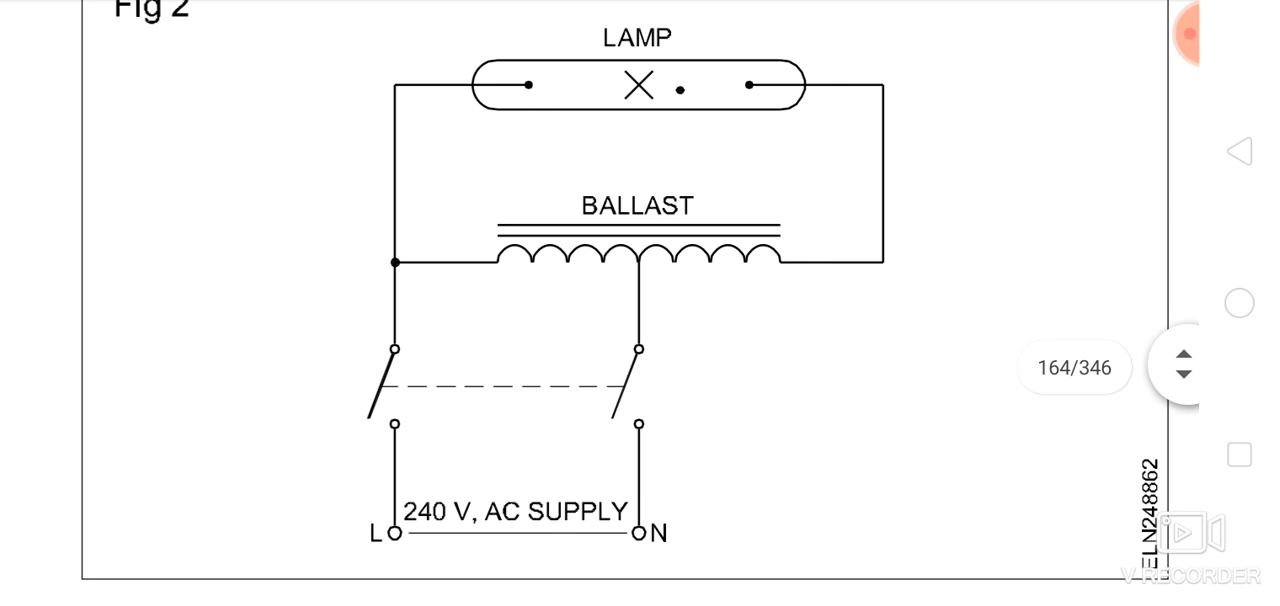 Fig 2
LAMP
BALLAST
240 V, AC SUPPLY
L
N
164/346
ELN248862
V RECORDER